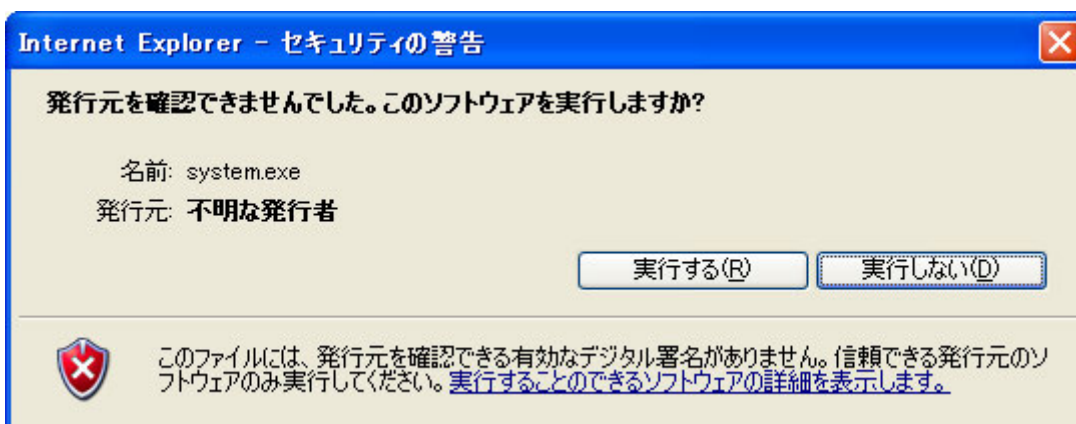 Internet Explorer - セキュリティの警告
発行元を確認できませんでした。このソフトウェアを実行しますか?
名前: system.exe
発行元: 不明な発行者
実行する(R) 実行しない(D)
このファイルには、発行元を確認できる有効なデジタル署名がありません。信頼できる発行元のソ
フトウェアのみ実行してください。実行することのできるソフトウェアの詳細を表示します。